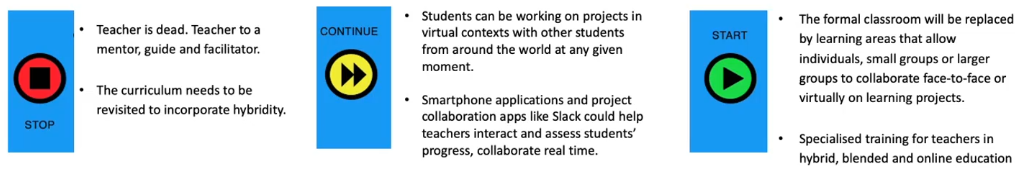 • Teacher is dead. Teacher to a
mentor, guide and facilitator.
• The curriculum needs to be
revisited to incorporate hybridity.
STOP
CONTINUE
• Students can be working on projects in
virtual contexts with other students
from around the world at any given
moment.
• Smartphone applications and project
collaboration apps like Slack could help
teachers interact and assess students'
progress, collaborate real time.
START
• The formal classroom will be replaced
by learning areas that allow
individuals, small groups or larger
groups to collaborate face-to-face or
virtually on learning projects.
• Specialised training for teachers in
hybrid, blended and online education